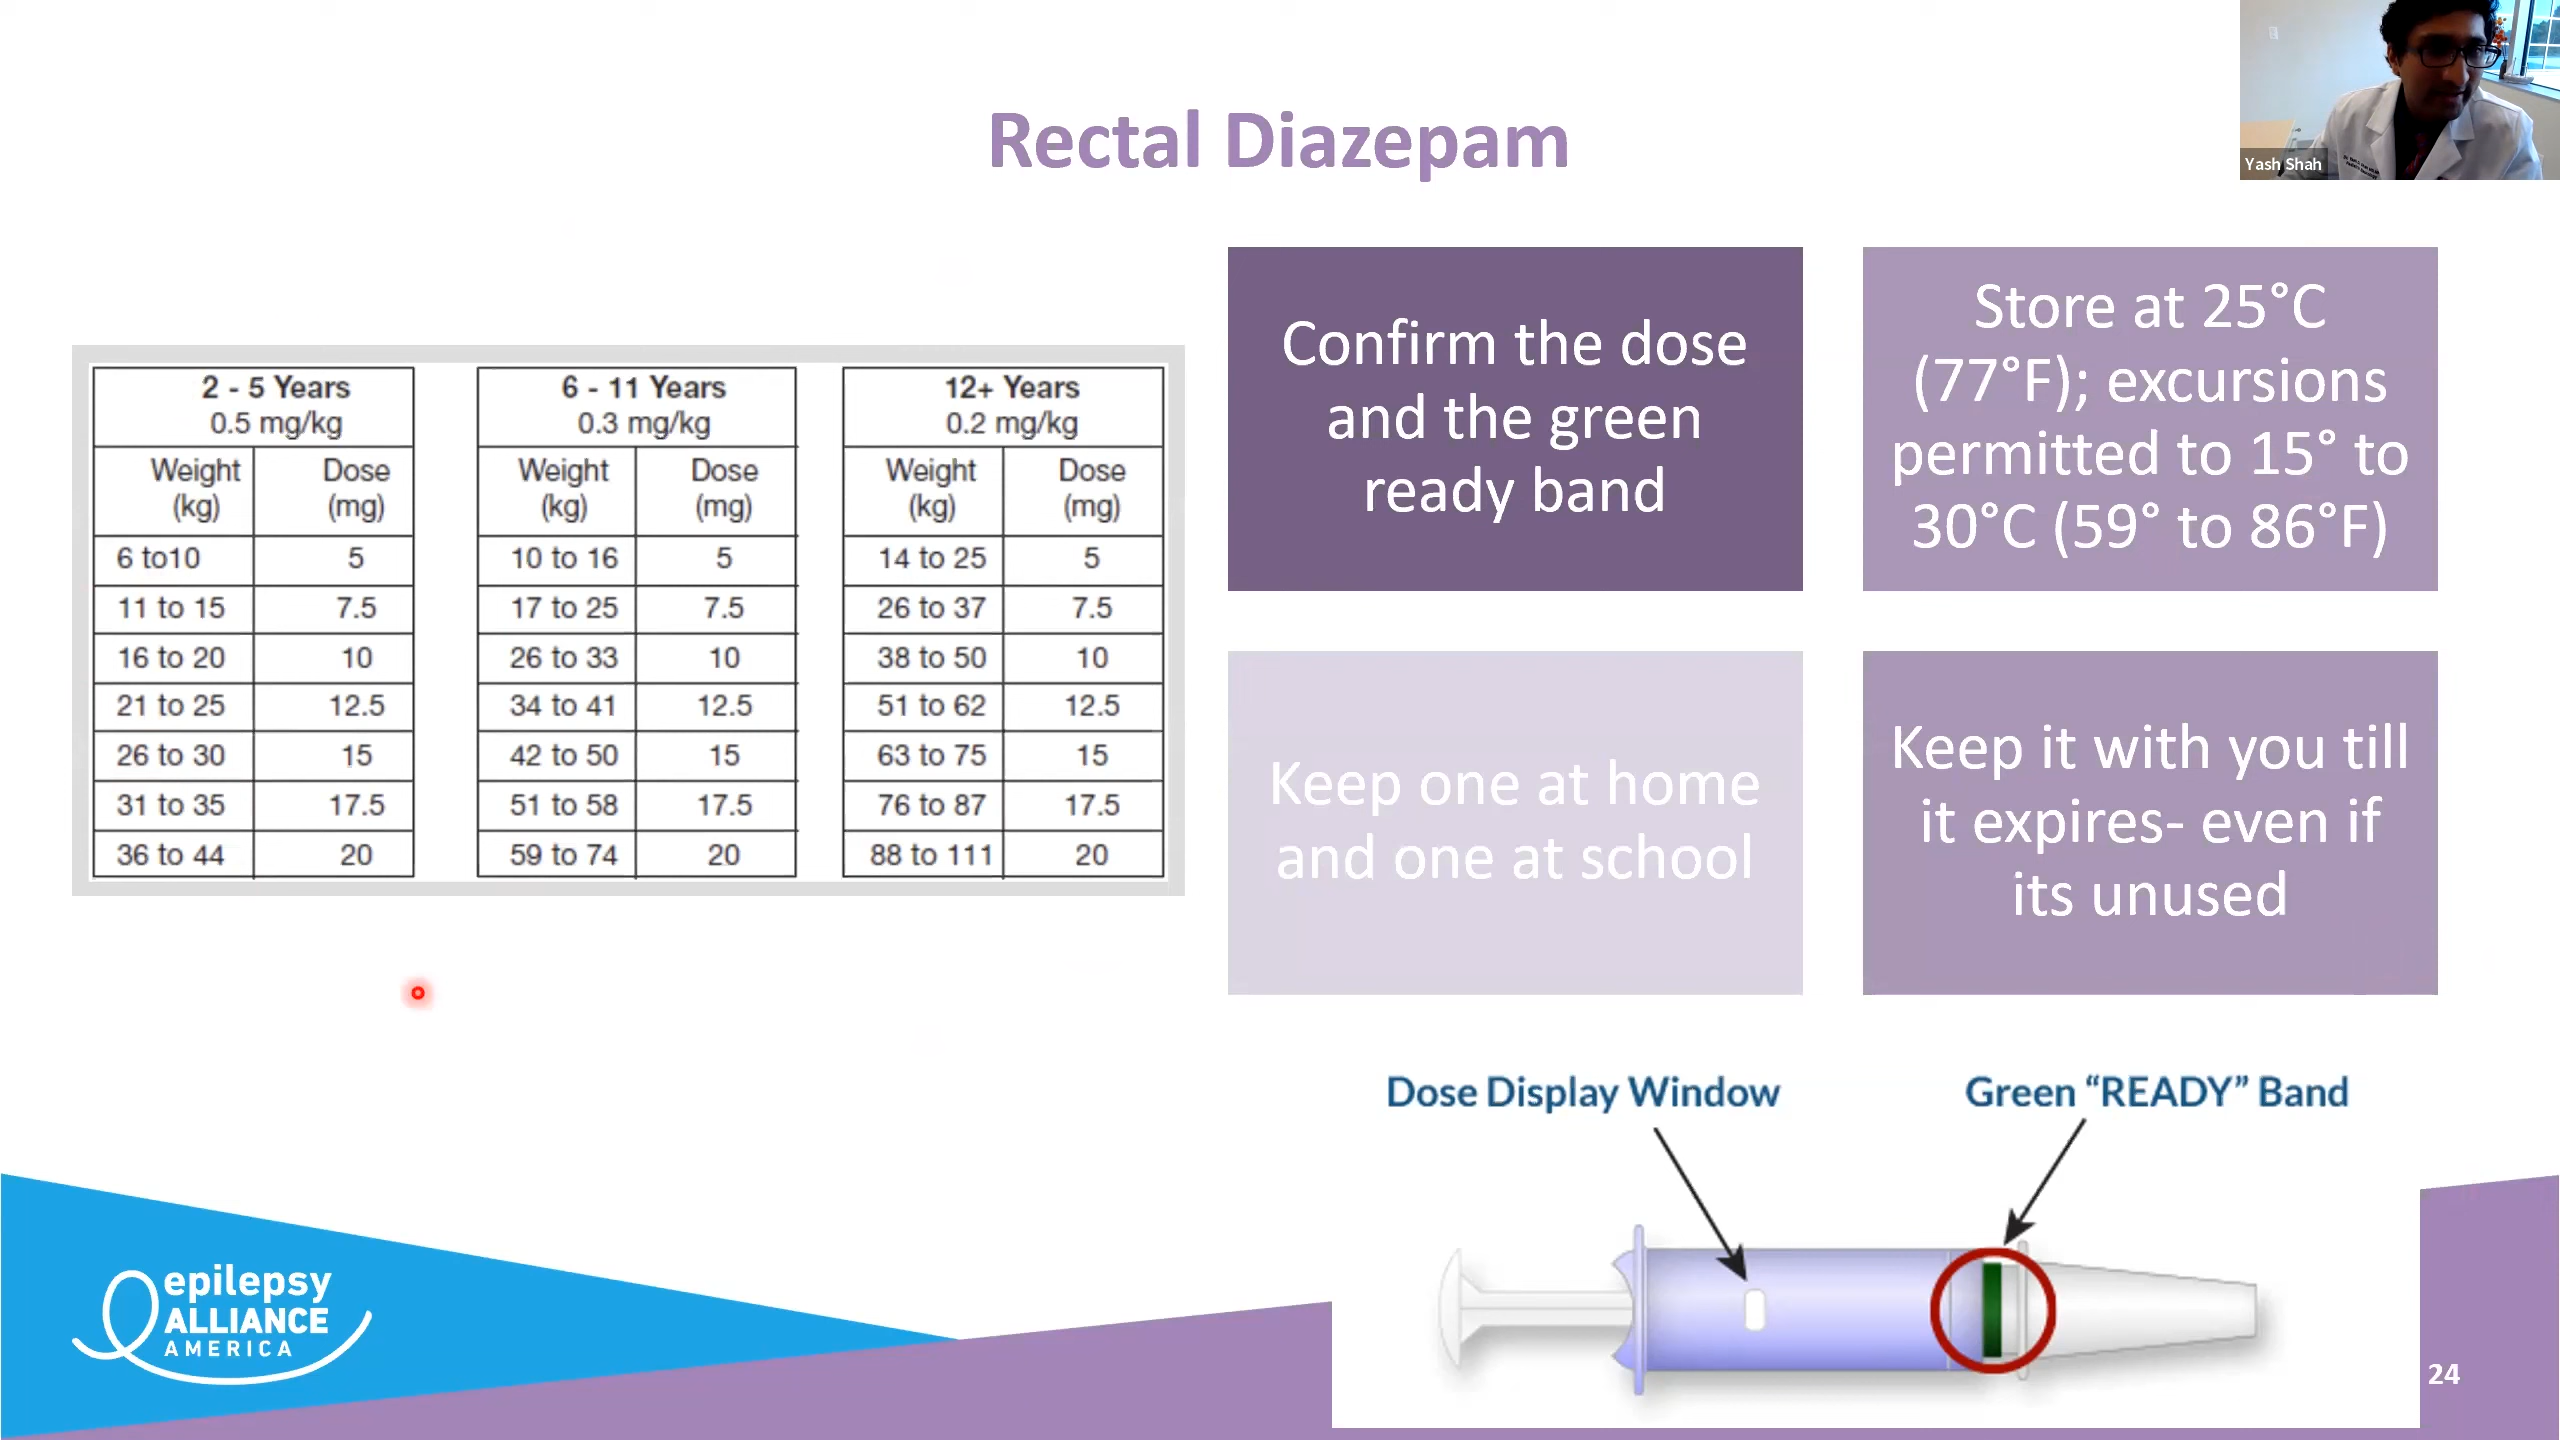 Rectal Diazepam
Yash Shah
2 - 5 Years
0.5 mg/kg
Weight (kg) Dose (mg)
6 to10 5
11 to 15 7.5
16 to 20 10
21 to 25 12.5
26 to 30 15
31 to 35 17.5
36 to 44 20
6 - 11 Years
0.3 mg/kg
Weight (kg) Dose (mg)
10 to 16 5
17 to 25 7.5
26 to 33 10
34 to 41 12.5
42 to 50 15
51 to 58 17.5
59 to 74 20
12+ Years
0.2 mg/kg
Weight (kg) Dose (mg)
14 to 25 5
26 to 37 7.5
38 to 50 10
51 to 62 12.5
63 to 75 15
76 to 87 17.5
88 to 111 20
Confirm the dose
and the green
ready band
Store at 25°C
(77°F); excursions
permitted to 15° to
30°C (59° to 86°F)
Keep one at home
and one at school
Keep it with you till
it expires- even if
its unused
Dose Display Window
Green “READY” Band
epilepsy
ALLIANCE
AMERICA
24